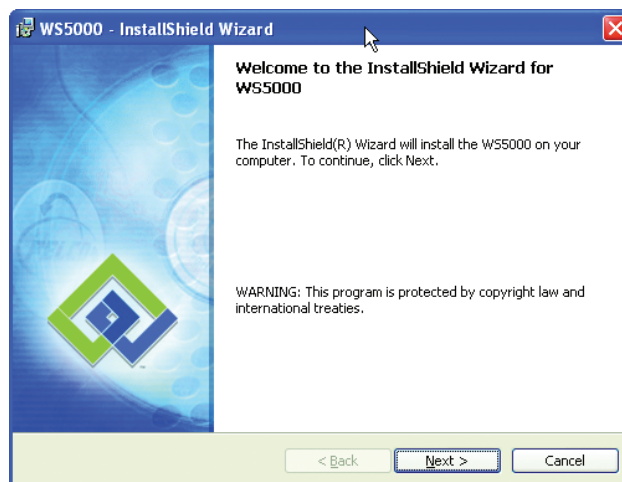 WS5000 - InstallShield Wizard
Welcome to the InstallShield Wizard for
WS5000
The InstallShield(R) Wizard will install the WS5000 on your
computer. To continue, click Next.
WARNING: This program is protected by copyright law and
international treaties.
< Back
Next >
Cancel